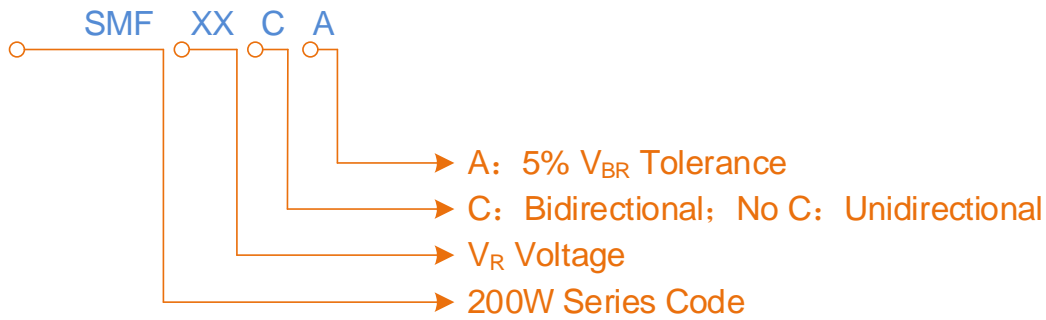 SMF XX C A
A：5% VBR Tolerance
C：Bidirectional；No C：Unidirectional
VR Voltage
200W Series Code